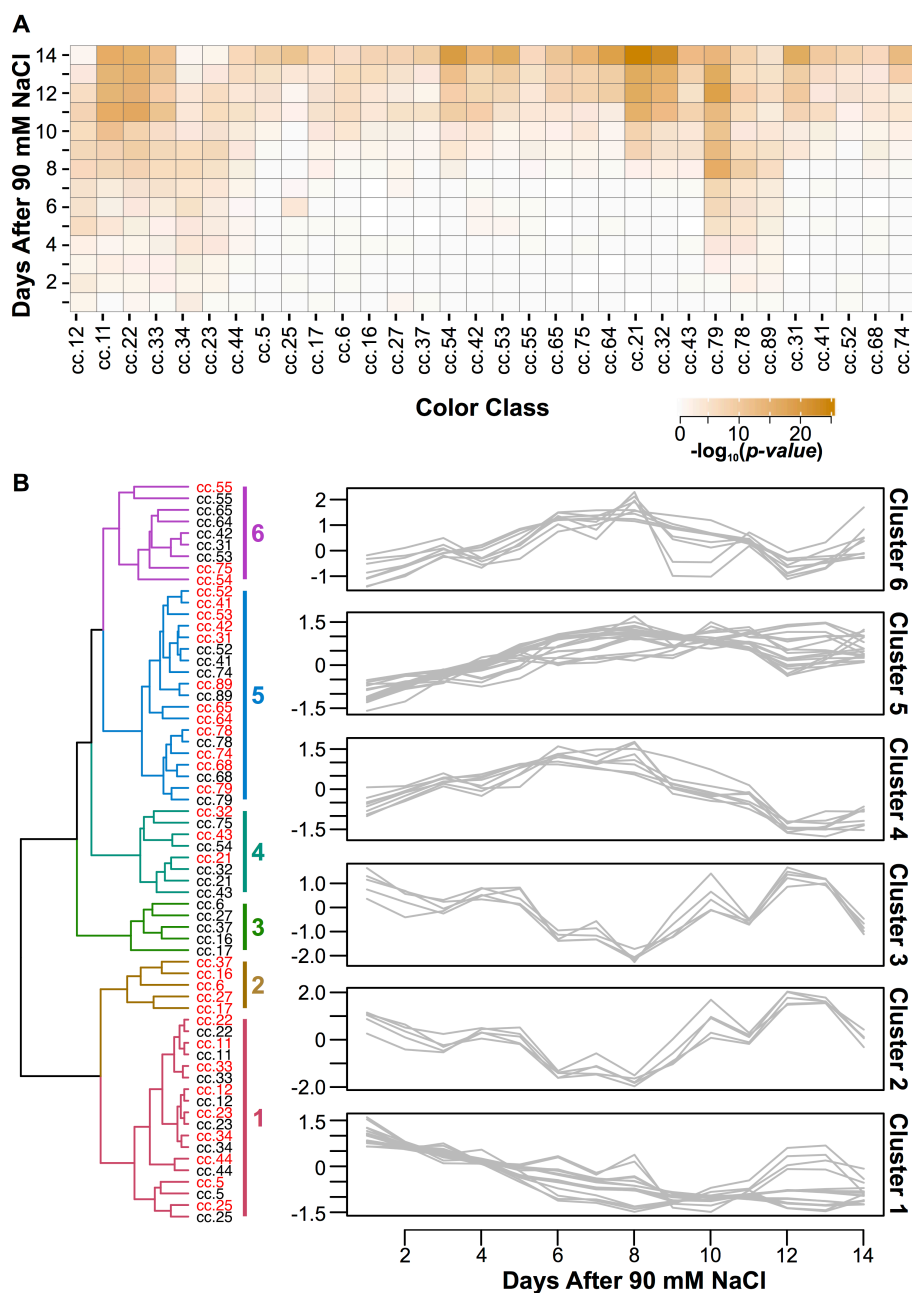 A
Days After 90 mM NaCl
14
12
10
8
6
4
2
cc.12 cc.11 cc.22 cc.33 cc.34 cc.23 cc.44 cc.5 cc.25 cc.17 cc.6 cc.16 cc.27 cc.37 cc.54 cc.42 cc.53 cc.55 cc.65 cc.75 cc.64 cc.21 cc.32 cc.43 cc.79 cc.78 cc.89 cc.31 cc.41 cc.52 cc.68 cc.74
Color Class
0 10 20
-log₁₀(p-value)
B
cc.55
cc.55
cc.65
cc.64
cc.42
cc.31
cc.53
cc.75
cc.54
6
cc.52
cc.41
cc.53
cc.42
cc.31
cc.52
cc.41
cc.74
cc.89
cc.89
cc.65
cc.64
cc.78
cc.78
cc.74
cc.68
cc.68
cc.79
cc.79
5
cc.32
cc.75
cc.43
cc.54
cc.21
cc.32
cc.21
cc.43
4
cc.6
cc.27
cc.37
cc.16
cc.17
3
cc.37
cc.16
cc.6
cc.27
cc.17
2
cc.22
cc.22
cc.11
cc.11
cc.33
cc.33
cc.12
cc.12
cc.23
cc.23
cc.34
cc.34
cc.44
cc.44
cc.5
cc.5
cc.25
cc.25
1
2
1
0
-1
Cluster 6
1.5
0
-1.5
Cluster 5
1.5
0
-1.5
Cluster 4
1.0
0
-1.0
-2.0
Cluster 3
2.0
0
-2.0
Cluster 2
1.5
0
-1.5
Cluster 1
2 4 6 8 10 12 14
Days After 90 mM NaCl